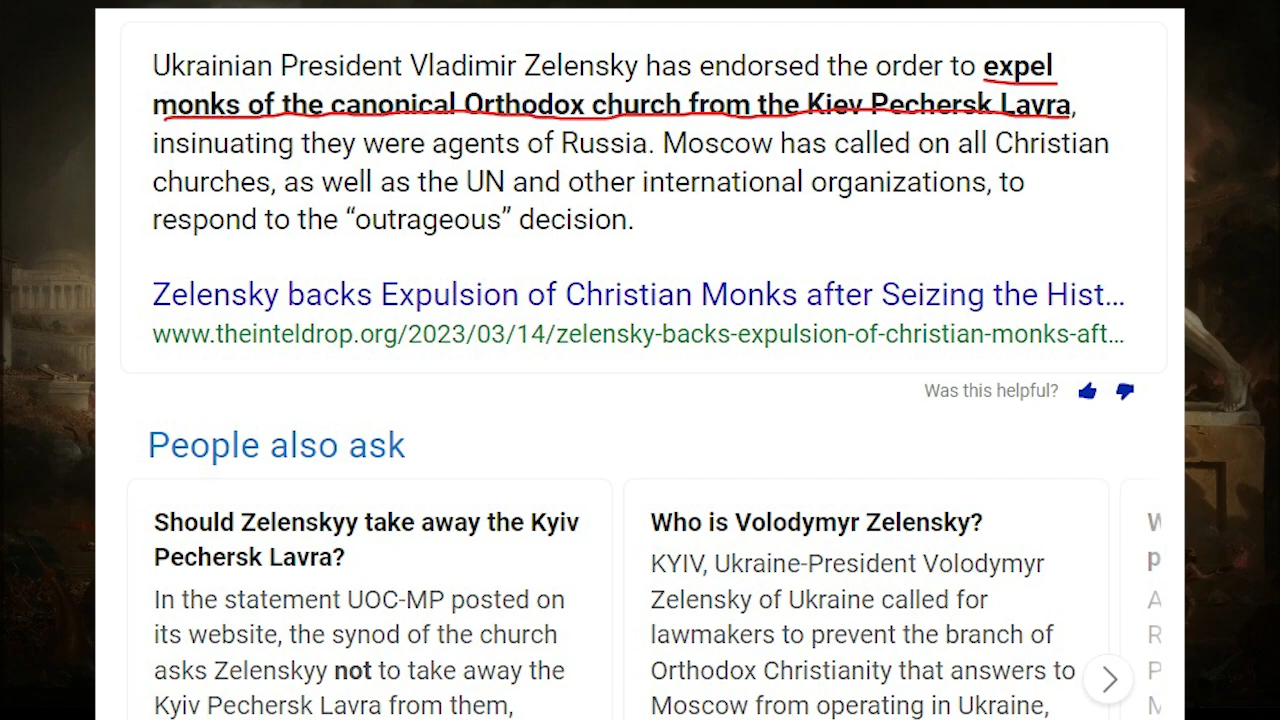 Ukrainian President Vladimir Zelensky has endorsed the order to expel
monks of the canonical Orthodox church from the Kiev Pechersk Lavra,
insinuating they were agents of Russia. Moscow has called on all Christian
churches, as well as the UN and other international organizations, to
respond to the “outrageous” decision.
Zelensky backs Expulsion of Christian Monks after Seizing the Hist...
www.theinteldrop.org/2023/03/14/zelensky-backs-expulsion-of-christian-monks-aft...
Was this helpful?
People also ask
Should Zelenskyy take away the Kyiv
Pechersk Lavra?
In the statement UOC-MP posted on
its website, the synod of the church
asks Zelenskyy not to take away the
Kyiv Pechersk Lavra from them,
Who is Volodymyr Zelensky?
KYIV, Ukraine-President Volodymyr
Zelensky of Ukraine called for
lawmakers to prevent the branch of
Orthodox Christianity that answers to
Moscow from operating in Ukraine,